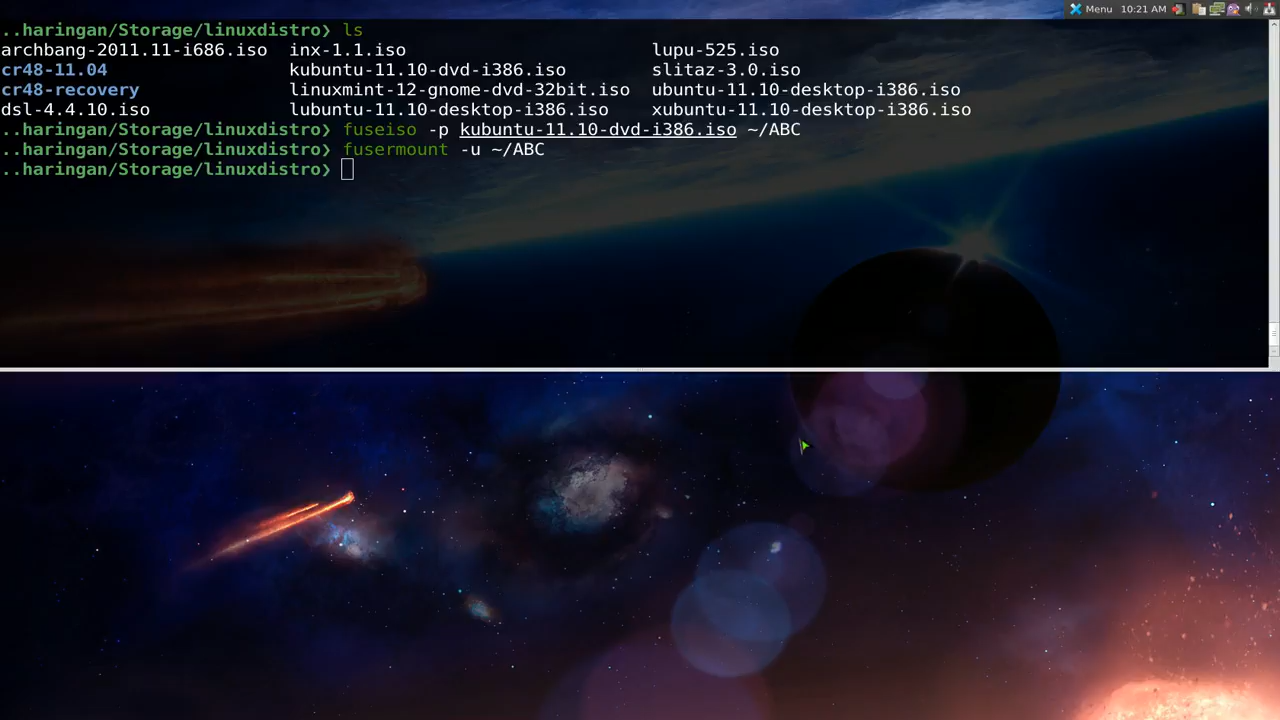 Menu 10:21 AM
..haringan/Storage/linuxdistro❯ ls
archbang-2011.11-i686.iso inx-1.1.iso lupu-525.iso
cr48-11.04 kubuntu-11.10-dvd-i386.iso slitaz-3.0.iso
cr48-recovery linuxmint-12-gnome-dvd-32bit.iso ubuntu-11.10-desktop-i386.iso
dsl-4.4.10.iso lubuntu-11.10-desktop-i386.iso xubuntu-11.10-desktop-i386.iso
..haringan/Storage/linuxdistro❯ fuseiso -p kubuntu-11.10-dvd-i386.iso ~/ABC
..haringan/Storage/linuxdistro❯ fusermount -u ~/ABC
..haringan/Storage/linuxdistro❯